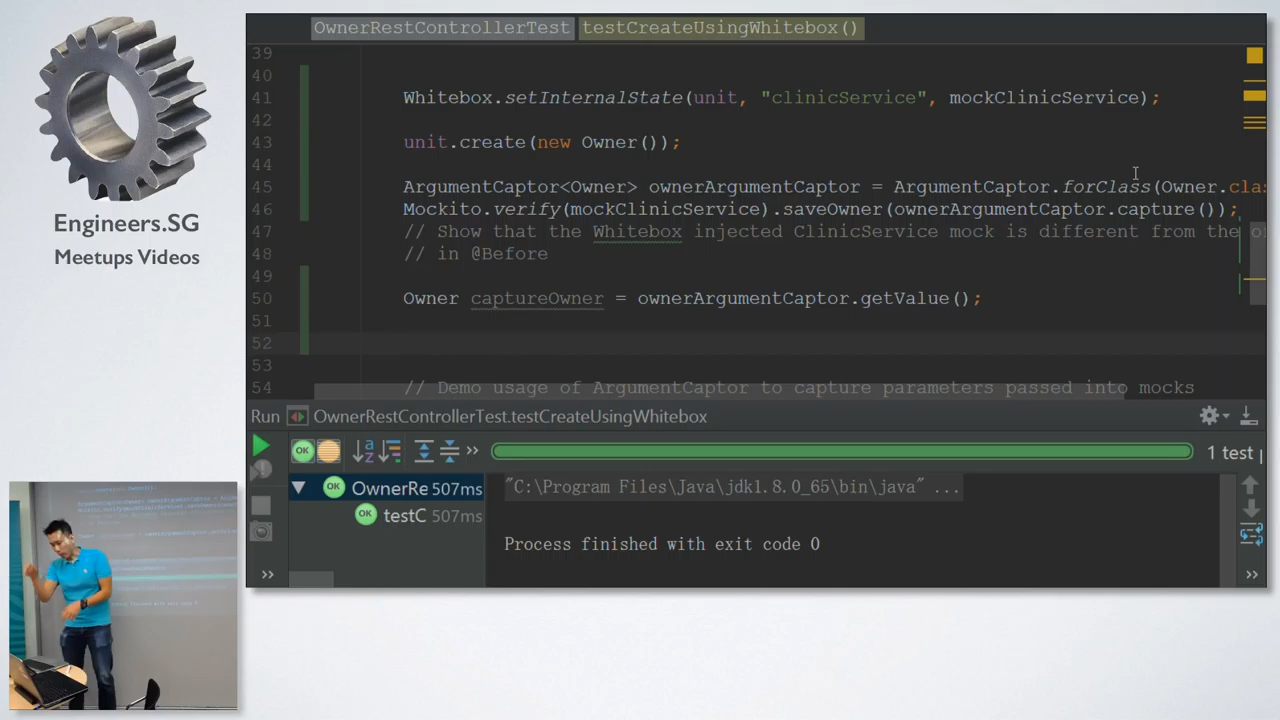 Engineers.SG
Meetups Videos
OwnerRestControllerTest testCreateUsingWhitebox()
39
40
41 Whitebox.setInternalState(unit, "clinicService", mockClinicService);
42
43 unit.create(new Owner());
44
45 ArgumentCaptor<Owner> ownerArgumentCaptor = ArgumentCaptor.forClass(Owner.clas
46 Mockito.verify(mockClinicService).saveOwner(ownerArgumentCaptor.capture());
47 // Show that the Whitebox injected ClinicService mock is different from the o
48 // in @Before
49
50 Owner captureOwner = ownerArgumentCaptor.getValue();
51
52
53
54 // Demo usage of ArgumentCaptor to capture parameters passed into mocks
Run OwnerRestControllerTest.testCreateUsingWhitebox
1 test
OK OwnerRe 507ms
OK testC 507ms
"C:\Program Files\Java\jdk1.8.0_65\bin\java" ...
Process finished with exit code 0